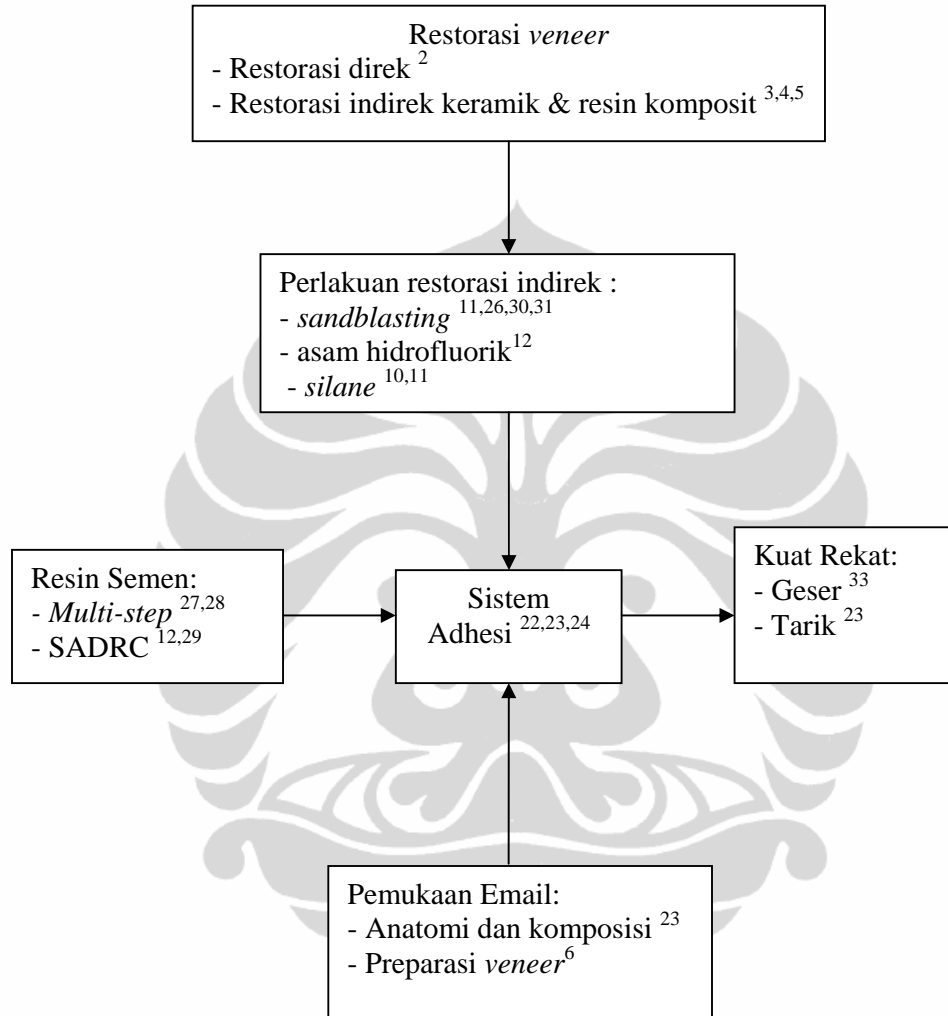 Restorasi veneer
- Restorasi direk 2
- Restorasi indirek keramik & resin komposit 3,4,5
Perlakuan restorasi indirek :
- sandblasting 11,26,30,31
- asam hidrofluorik12
- silane 10,11
Resin Semen:
- Multi-step 27,28
- SADRC 12,29
Sistem
Adhesi 22,23,24
Kuat Rekat:
- Geser 33
- Tarik 23
Pemukaan Email:
- Anatomi dan komposisi 23
- Preparasi veneer6